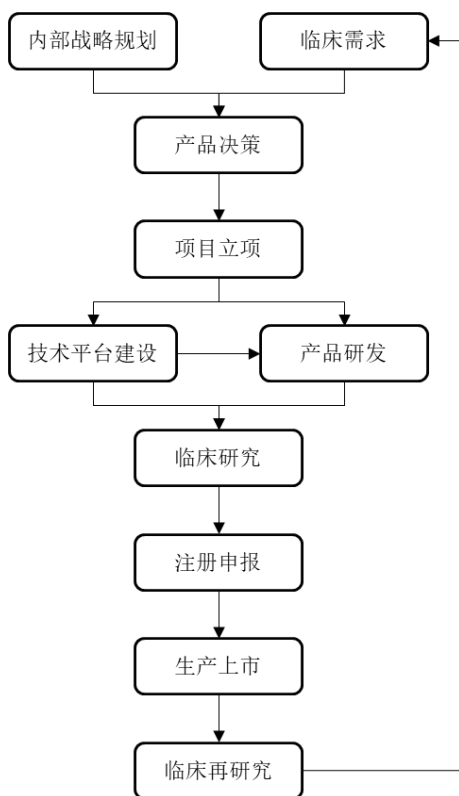 内部战略规划
临床需求
产品决策
项目立项
技术平台建设
产品研发
临床研究
注册申报
生产上市
临床再研究